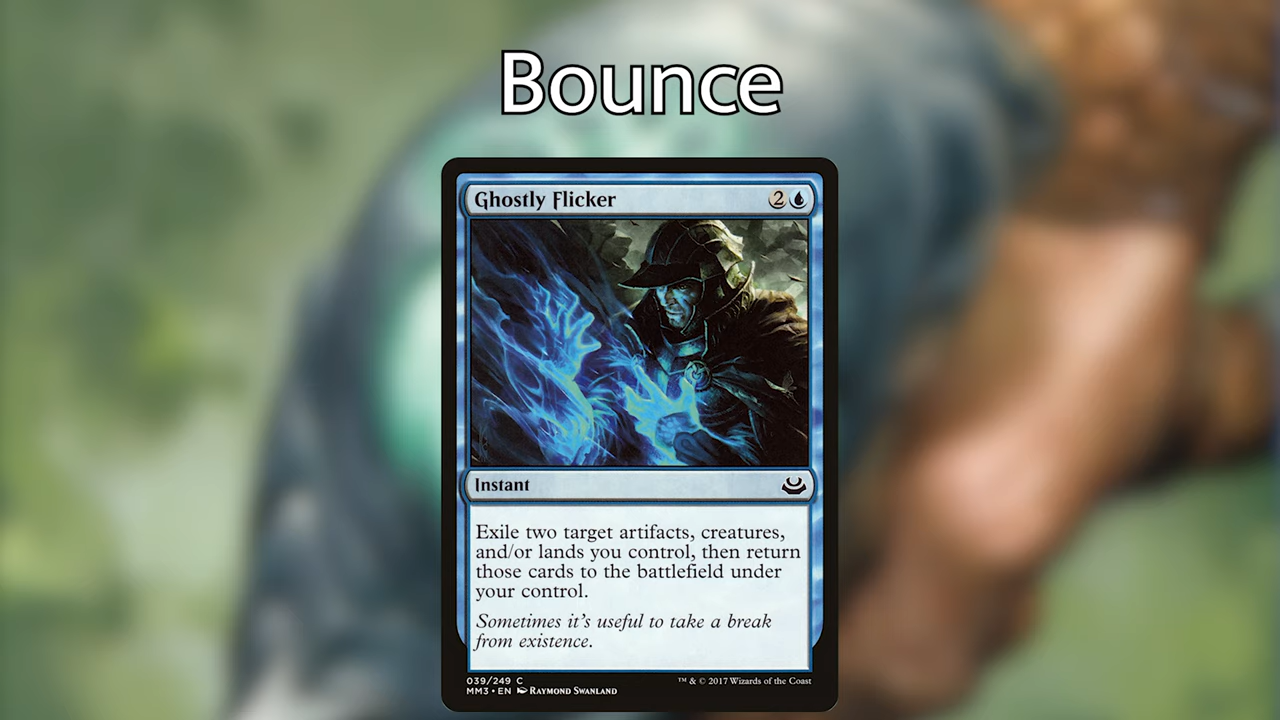 Bounce
Ghostly Flicker 2
Instant
Exile two target artifacts, creatures,
and/or lands you control, then return
those cards to the battlefield under
your control.
Sometimes it's useful to take a break
from existence.
039/249 C
MM3 • EN RAYMOND SWANLAND
™ & © 2017 Wizards of the Coast